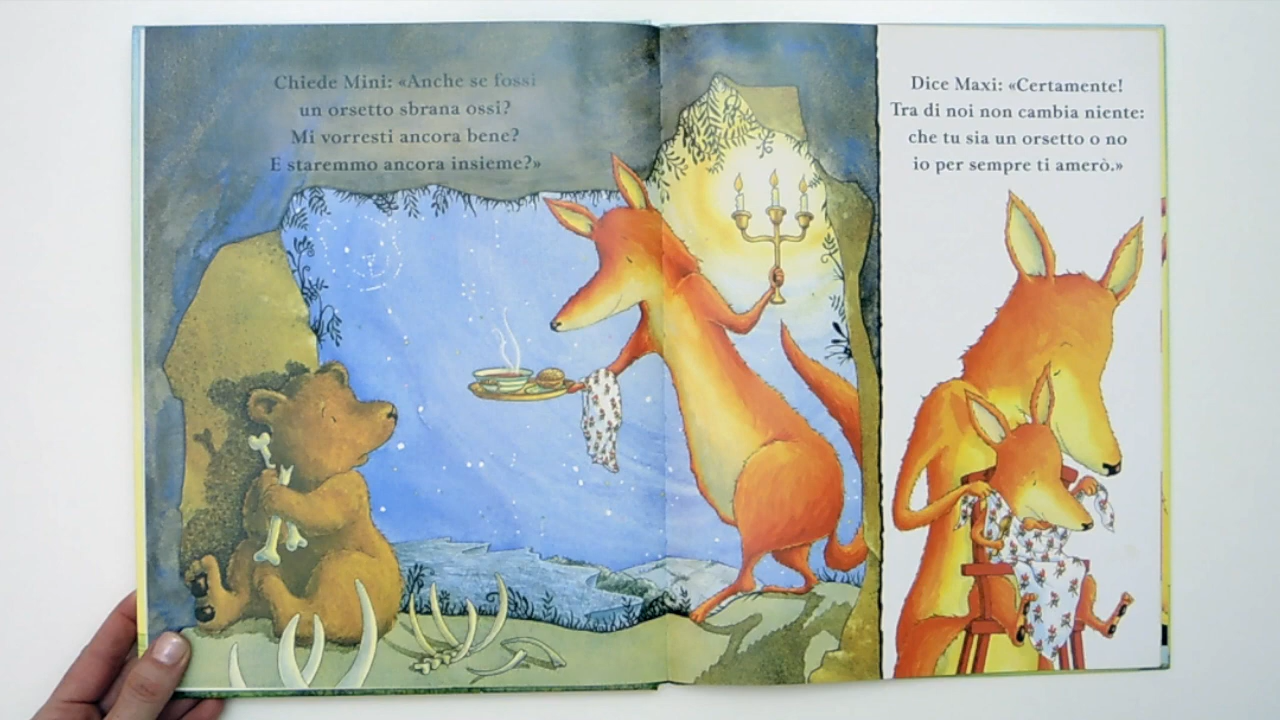 Chiede Mini: «Anche se fossi
un orsetto sbrana ossi?
Mi vorresti ancora bene?
E staremmo ancora insieme?»
Dice Maxi: «Certamente!
Tra di noi non cambia niente:
che tu sia un orsetto o no
io per sempre ti amerò.»